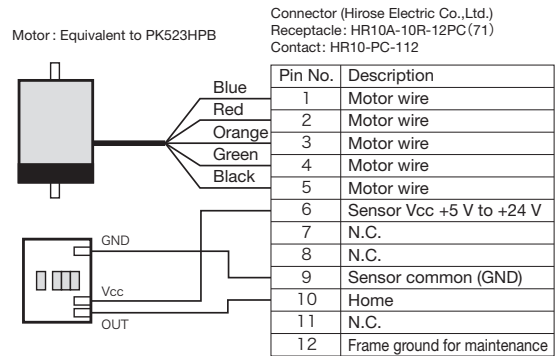 Connector (Hirose Electric Co.,Ltd.)
Motor : Equivalent to PK523HPB
Receptacle : HR10A-10R-12PC(71)
Contact : HR10-PC-112
Pin No. Description
Blue 1 Motor wire
Red 2 Motor wire
Orange 3 Motor wire
Green 4 Motor wire
Black 5 Motor wire
6 Sensor Vcc +5 V to +24 V
7 N.C.
GND 8 N.C.
9 Sensor common (GND)
Vcc 10 Home
OUT 11 N.C.
12 Frame ground for maintenance